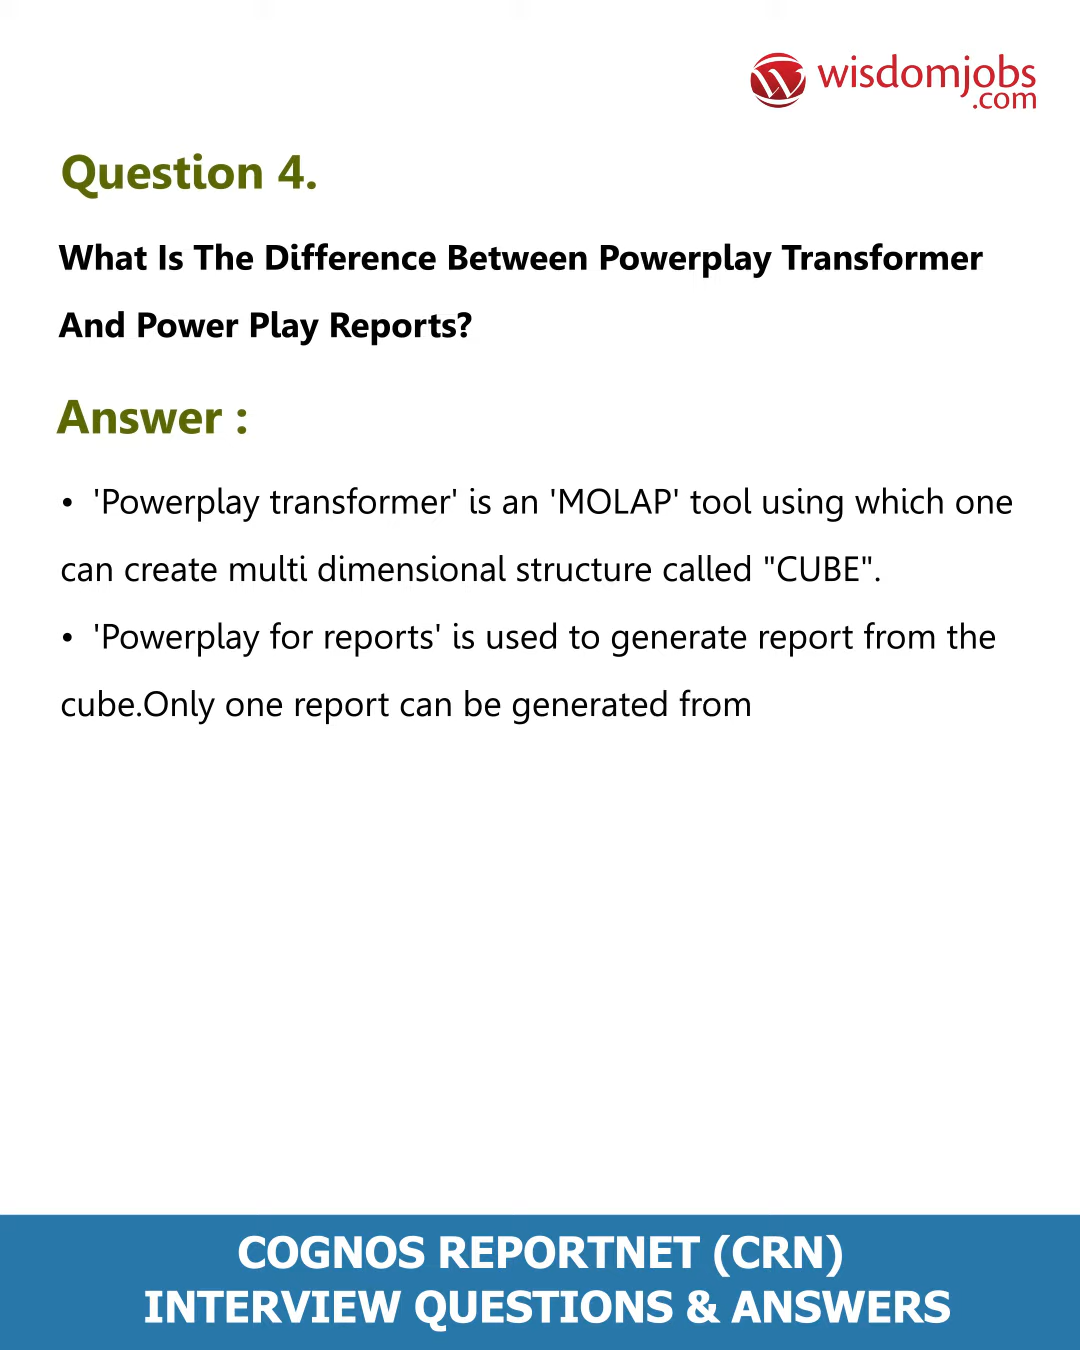 wisdomjobs
.com
Question 4.
What Is The Difference Between Powerplay Transformer
And Power Play Reports?
Answer :
• 'Powerplay transformer' is an 'MOLAP' tool using which one
can create multi dimensional structure called "CUBE".
• 'Powerplay for reports' is used to generate report from the
cube.Only one report can be generated from
COGNOS REPORTNET (CRN)
INTERVIEW QUESTIONS & ANSWERS